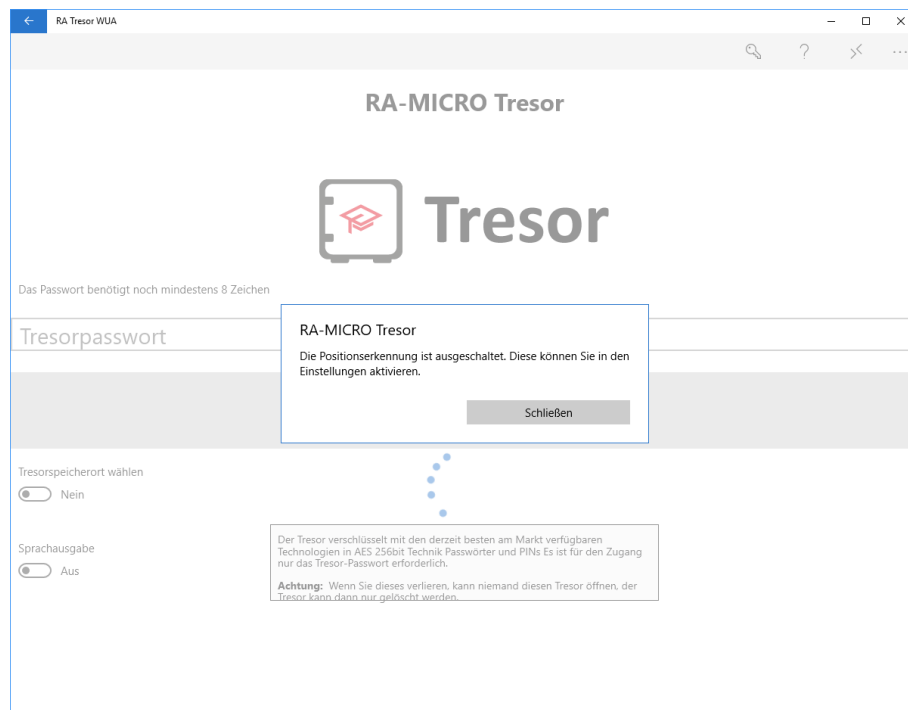 RA Tresor WUA
RA-MICRO Tresor
Tresor
Das Passwort benötigt noch mindestens 8 Zeichen
Tresorpasswort
RA-MICRO Tresor
Die Positionserkennung ist ausgeschaltet. Diese können Sie in den
Einstellungen aktivieren.
Schließen
Tresorspeicherort wählen
Nein
Sprachausgabe
Aus
Der Tresor verschlüsselt mit den derzeit besten am Markt verfügbaren
Technologien in AES 256bit Technik Passwörter und PINs Es ist für den Zugang
nur das Tresor-Passwort erforderlich.
Achtung: Wenn Sie dieses verlieren, kann niemand diesen Tresor öffnen, der
Tresor kann dann nur gelöscht werden.